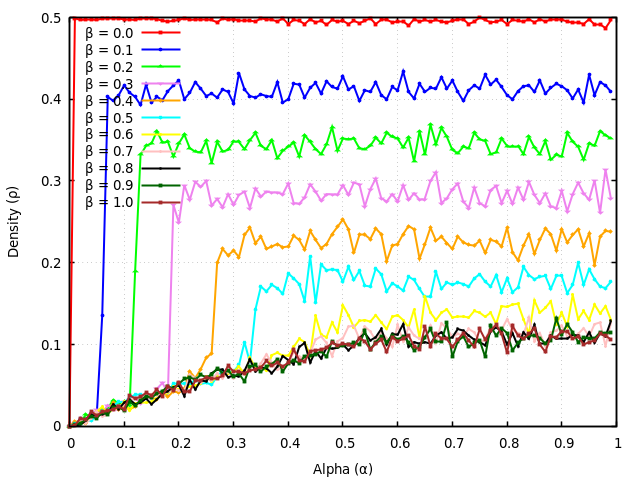 0.5
0.4
0.3
0.2
0.1
0
Density (ρ)
β = 0.0
β = 0.1
β = 0.2
β = 0.3
β = 0.4
β = 0.5
β = 0.6
β = 0.7
β = 0.8
β = 0.9
β = 1.0
0 0.1 0.2 0.3 0.4 0.5 0.6 0.7 0.8 0.9 1
Alpha (α)